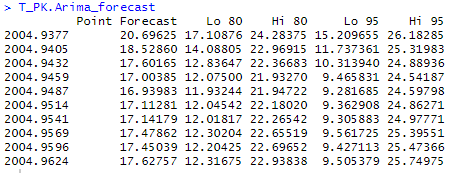 > T_PK.Arima_forecast
Point Forecast Lo 80 Hi 80 Lo 95 Hi 95
2004.9377 20.69625 17.10876 24.28375 15.209655 26.18285
2004.9405 18.52860 14.08805 22.96915 11.737361 25.31983
2004.9432 17.60165 12.83647 22.36683 10.313940 24.88936
2004.9459 17.00385 12.07500 21.93270 9.465831 24.54187
2004.9487 16.93983 11.93244 21.94722 9.281685 24.59798
2004.9514 17.11281 12.04542 22.18020 9.362908 24.86271
2004.9541 17.14179 12.01817 22.26542 9.305883 24.97771
2004.9569 17.47862 12.30204 22.65519 9.561725 25.39551
2004.9596 17.45039 12.20425 22.69652 9.427113 25.47366
2004.9624 17.62757 12.31675 22.93838 9.505379 25.74975